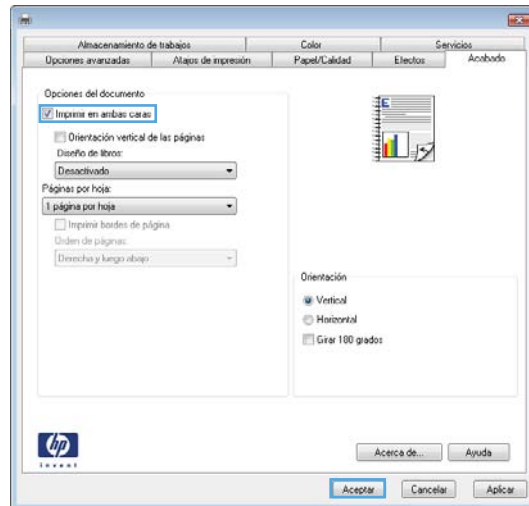 Almacenamiento de trabajos Color Servicios
Opciones avanzadas Atajos de impresión Papel/Calidad Efectos Acabado
Opciones del documento
Imprimir en ambas caras
Orientación vertical de las páginas
Diseño de libros:
Desactivado
Páginas por hoja:
1 página por hoja
Imprimir bordes de página
Orden de páginas:
Derecha y luego abajo
E
Orientación
Vertical
Horizontal
Girar 180 grados
hp
invent
Acerca de... Ayuda
Aceptar Cancelar Aplicar